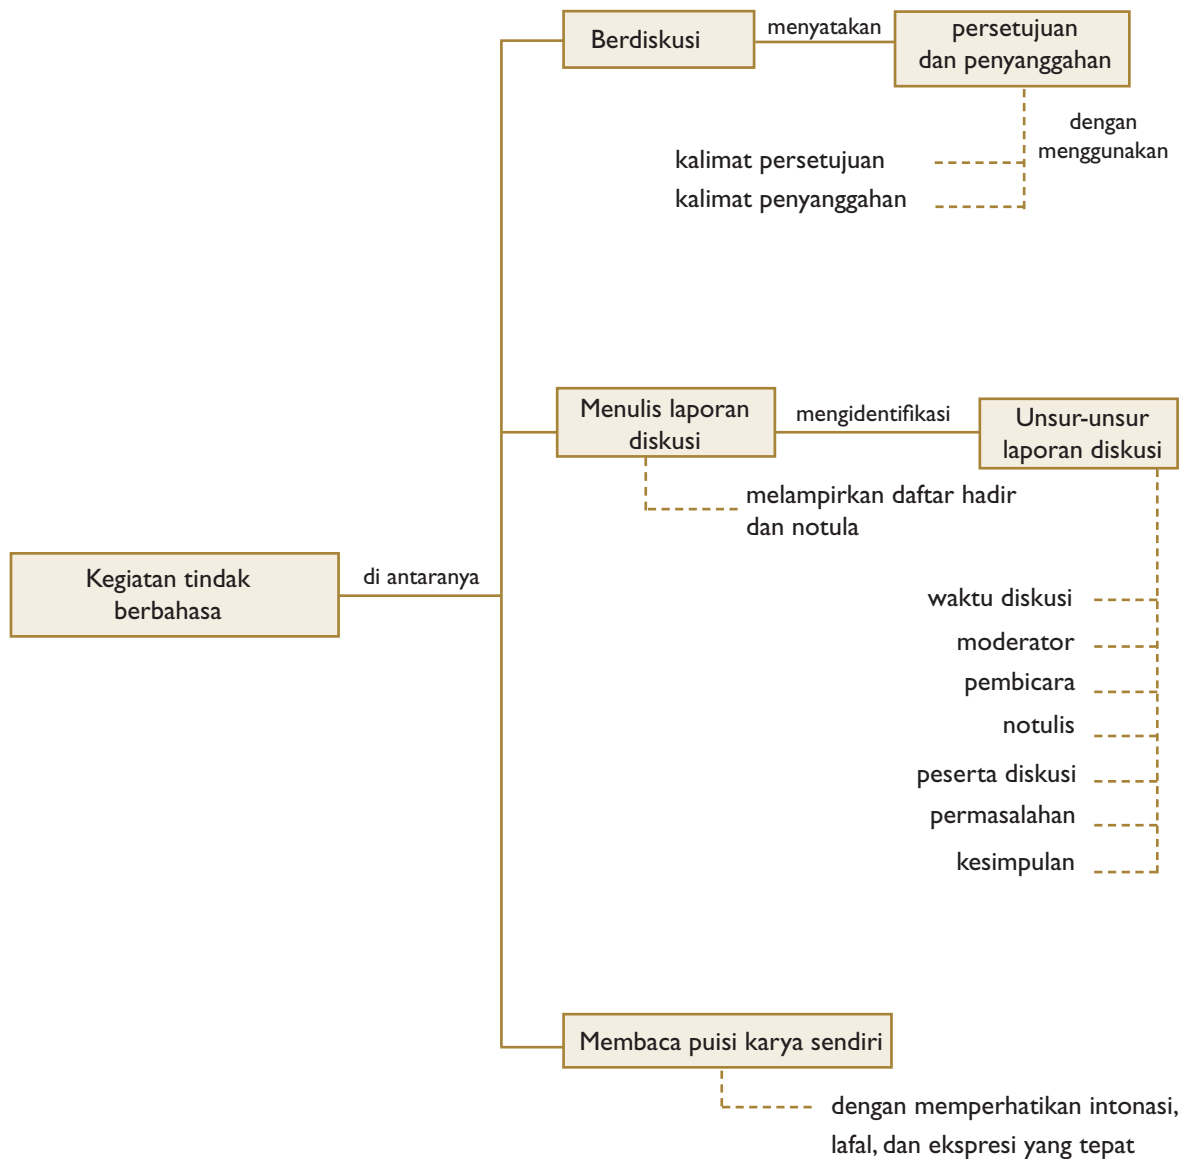 Berdiskusi
menyatakan
persetujuan
dan penyanggahan
dengan
menggunakan
kalimat persetujuan
kalimat penyanggahan
Menulis laporan
diskusi
mengidentifikasi
Unsur-unsur
laporan diskusi
melampirkan daftar hadir
dan notula
Kegiatan tindak
berbahasa
di antaranya
waktu diskusi
moderator
pembicara
notulis
peserta diskusi
permasalahan
kesimpulan
Membaca puisi karya sendiri
dengan memperhatikan intonasi,
lafal, dan ekspresi yang tepat